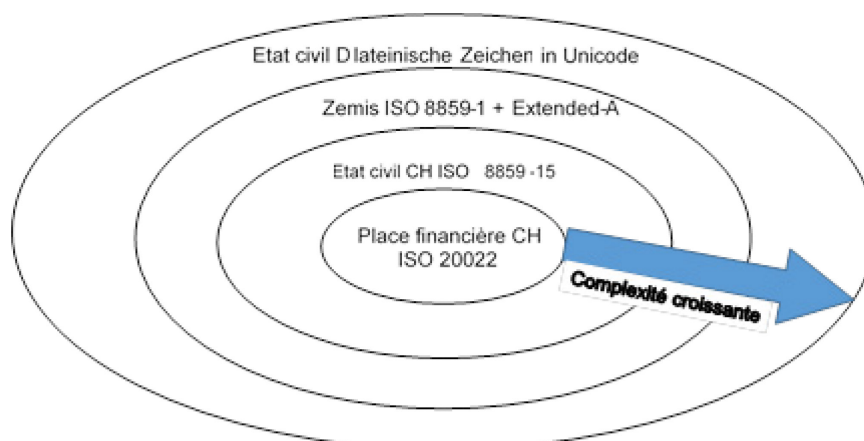 Etat civil D lateinische Zeichen in Unicode
Zemis ISO 8859-1 + Extended-A
Etat civil CH ISO 8859-15
Place financière CH
ISO 20022
Complexité croissante